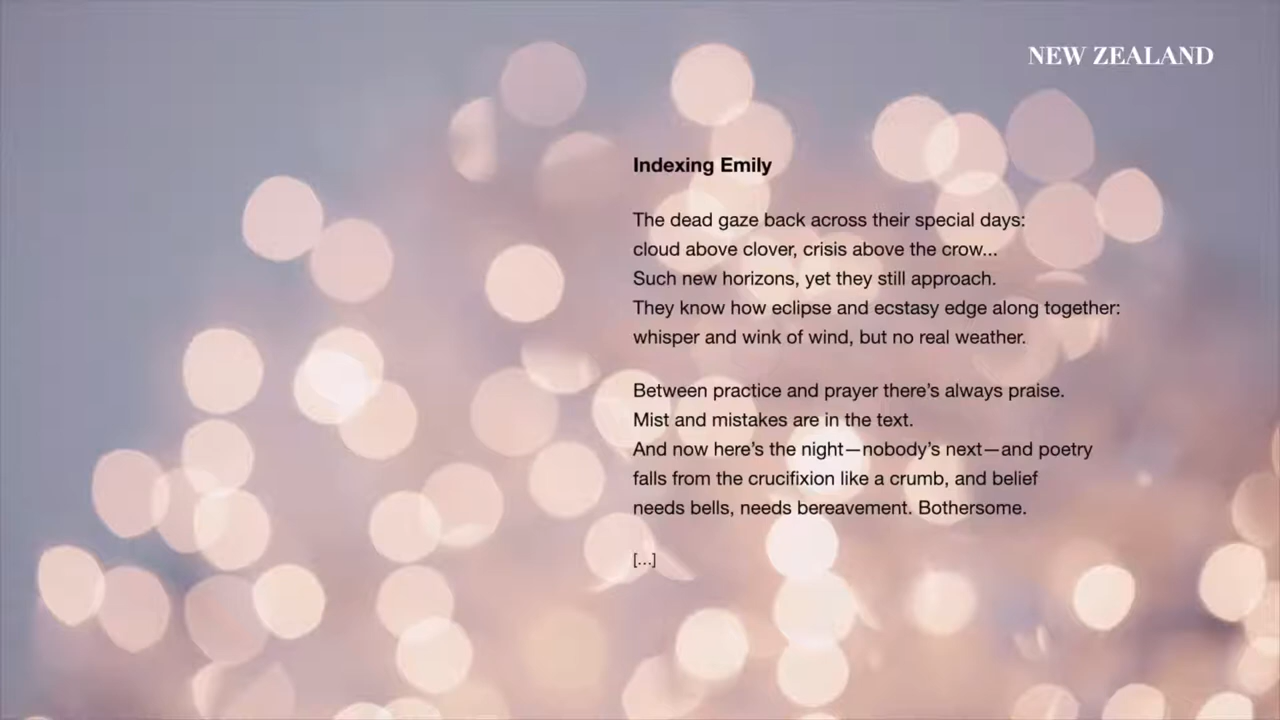 NEW ZEALAND
Indexing Emily
The dead gaze back across their special days:
cloud above clover, crisis above the crow...
Such new horizons, yet they still approach.
They know how eclipse and ecstasy edge along together:
whisper and wink of wind, but no real weather.
Between practice and prayer there’s always praise.
Mist and mistakes are in the text.
And now here’s the night—nobody’s next—and poetry
falls from the crucifixion like a crumb, and belief
needs bells, needs bereavement. Bothersome.
[...]